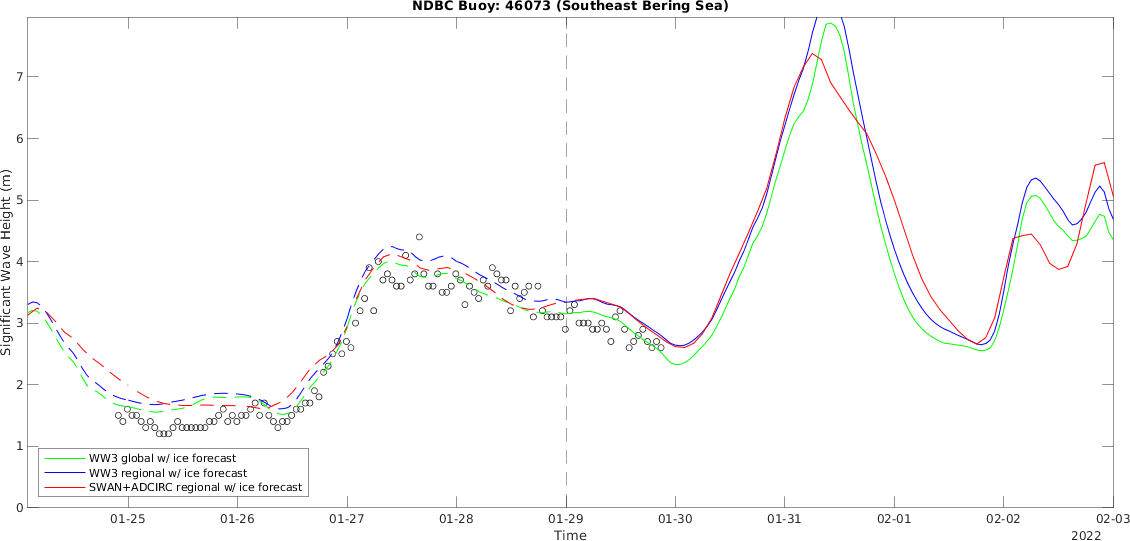 NDBC Buoy: 46073 (Southeast Bering Sea)
Significant Wave Height (m)
7
6
5
4
3
2
1
0
WW3 global w/ ice forecast
WW3 regional w/ ice forecast
SWAN+ADCIRC regional w/ ice forecast
01-25 01-26 01-27 01-28 01-29 01-30 01-31 02-01 02-02 02-03
Time
2022